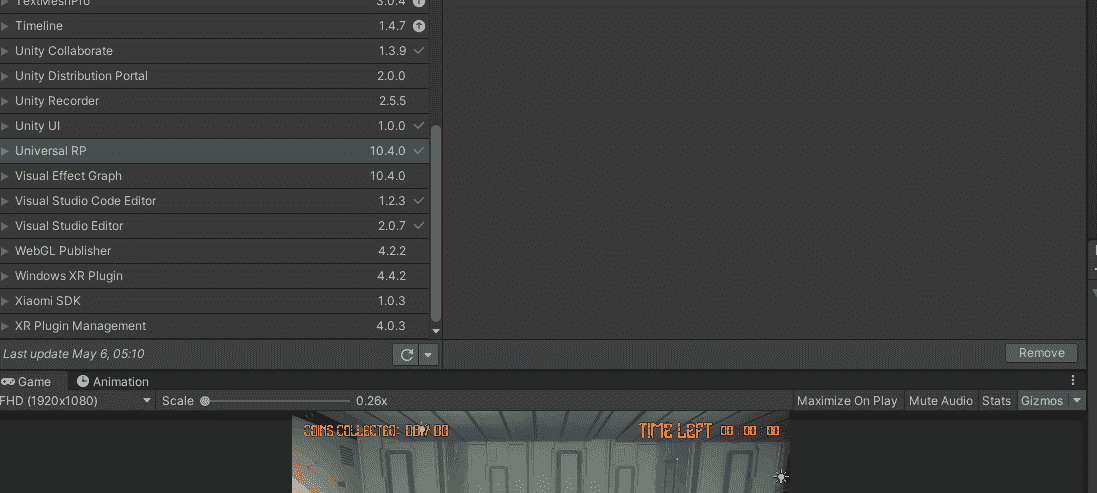 TextMeshPro 3.0.4
Timeline 1.4.7
Unity Collaborate 1.3.9
Unity Distribution Portal 2.0.0
Unity Recorder 2.5.5
Unity UI 1.0.0
Universal RP 10.4.0
Visual Effect Graph 10.4.0
Visual Studio Code Editor 1.2.3
Visual Studio Editor 2.0.7
WebGL Publisher 4.2.2
Windows XR Plugin 4.4.2
Xiaomi SDK 1.0.3
XR Plugin Management 4.0.3
Last update May 6, 05:10
Remove
Game Animation
FHD (1920x1080) Scale 0.26x Maximize On Play Mute Audio Stats Gizmos
COINS COLLECTED: 00/ 00 TIME LEFT 00 : 00 : 00